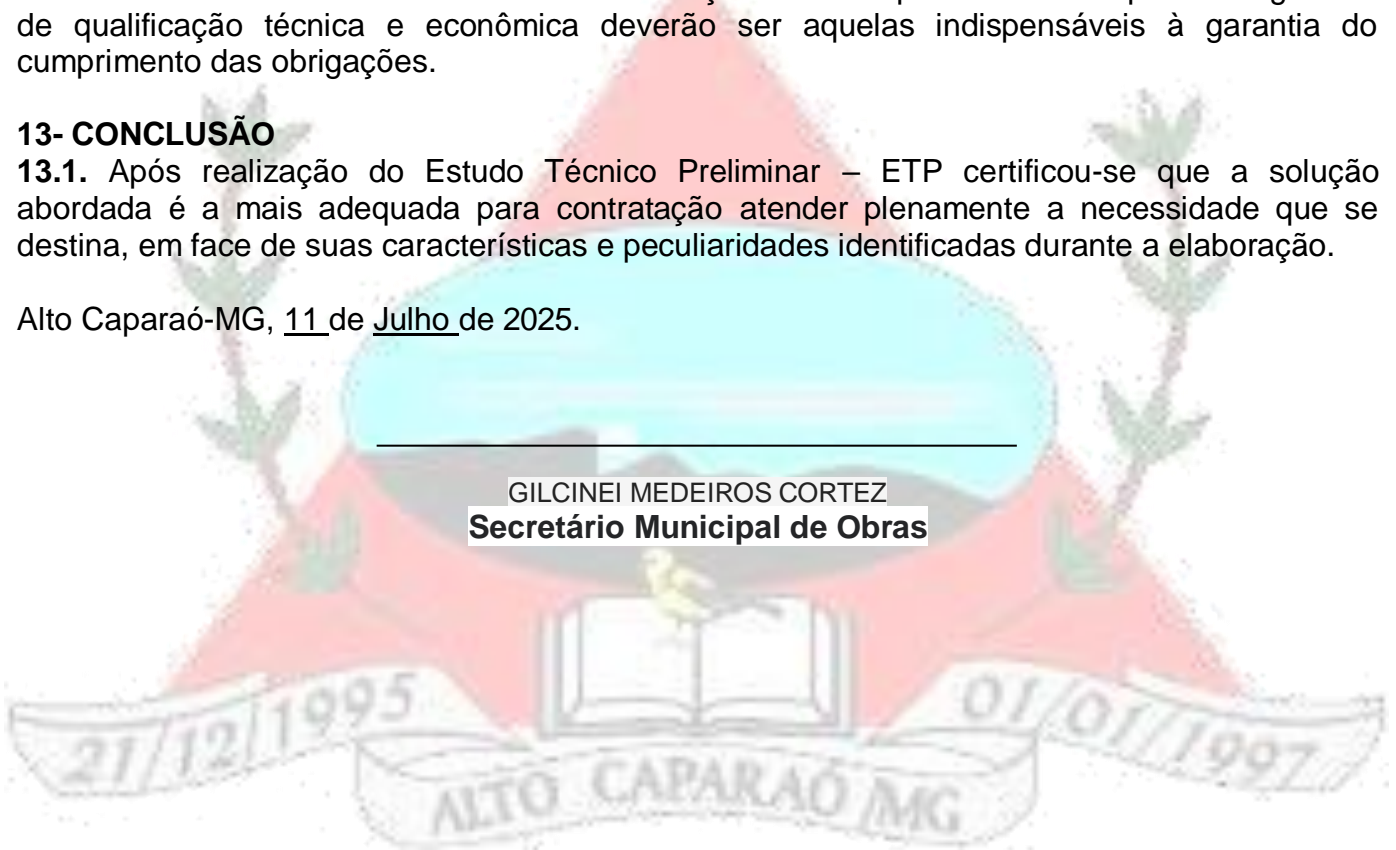 de qualificação técnica e econômica deverão ser aquelas indispensáveis à garantia do
cumprimento das obrigações.
13- CONCLUSÃO
13.1. Após realização do Estudo Técnico Preliminar – ETP certificou-se que a solução
abordada é a mais adequada para contratação atender plenamente a necessidade que se
destina, em face de suas características e peculiaridades identificadas durante a elaboração.
Alto Caparaó-MG, 11 de Julho de 2025.
GILCINEI MEDEIROS CORTEZ
Secretário Municipal de Obras
21/12/1995
01/01/1997
ALTO CAPARAÓ MG